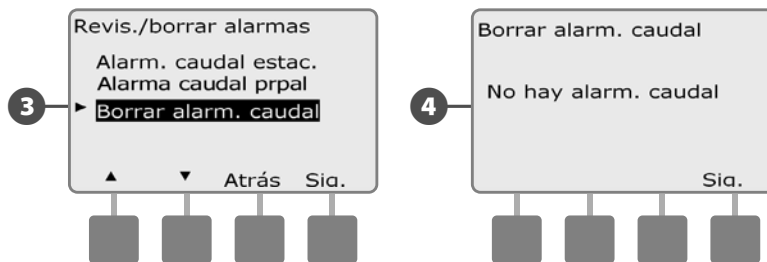 Revis./borrar alarmas
Alarm. caudal estac.
Alarma caudal prpal
3
► Borrar alarm. caudal
▲ ▼ Atrás Sig.
Borrar alarm. caudal
4
No hay alarm. caudal
Sig.